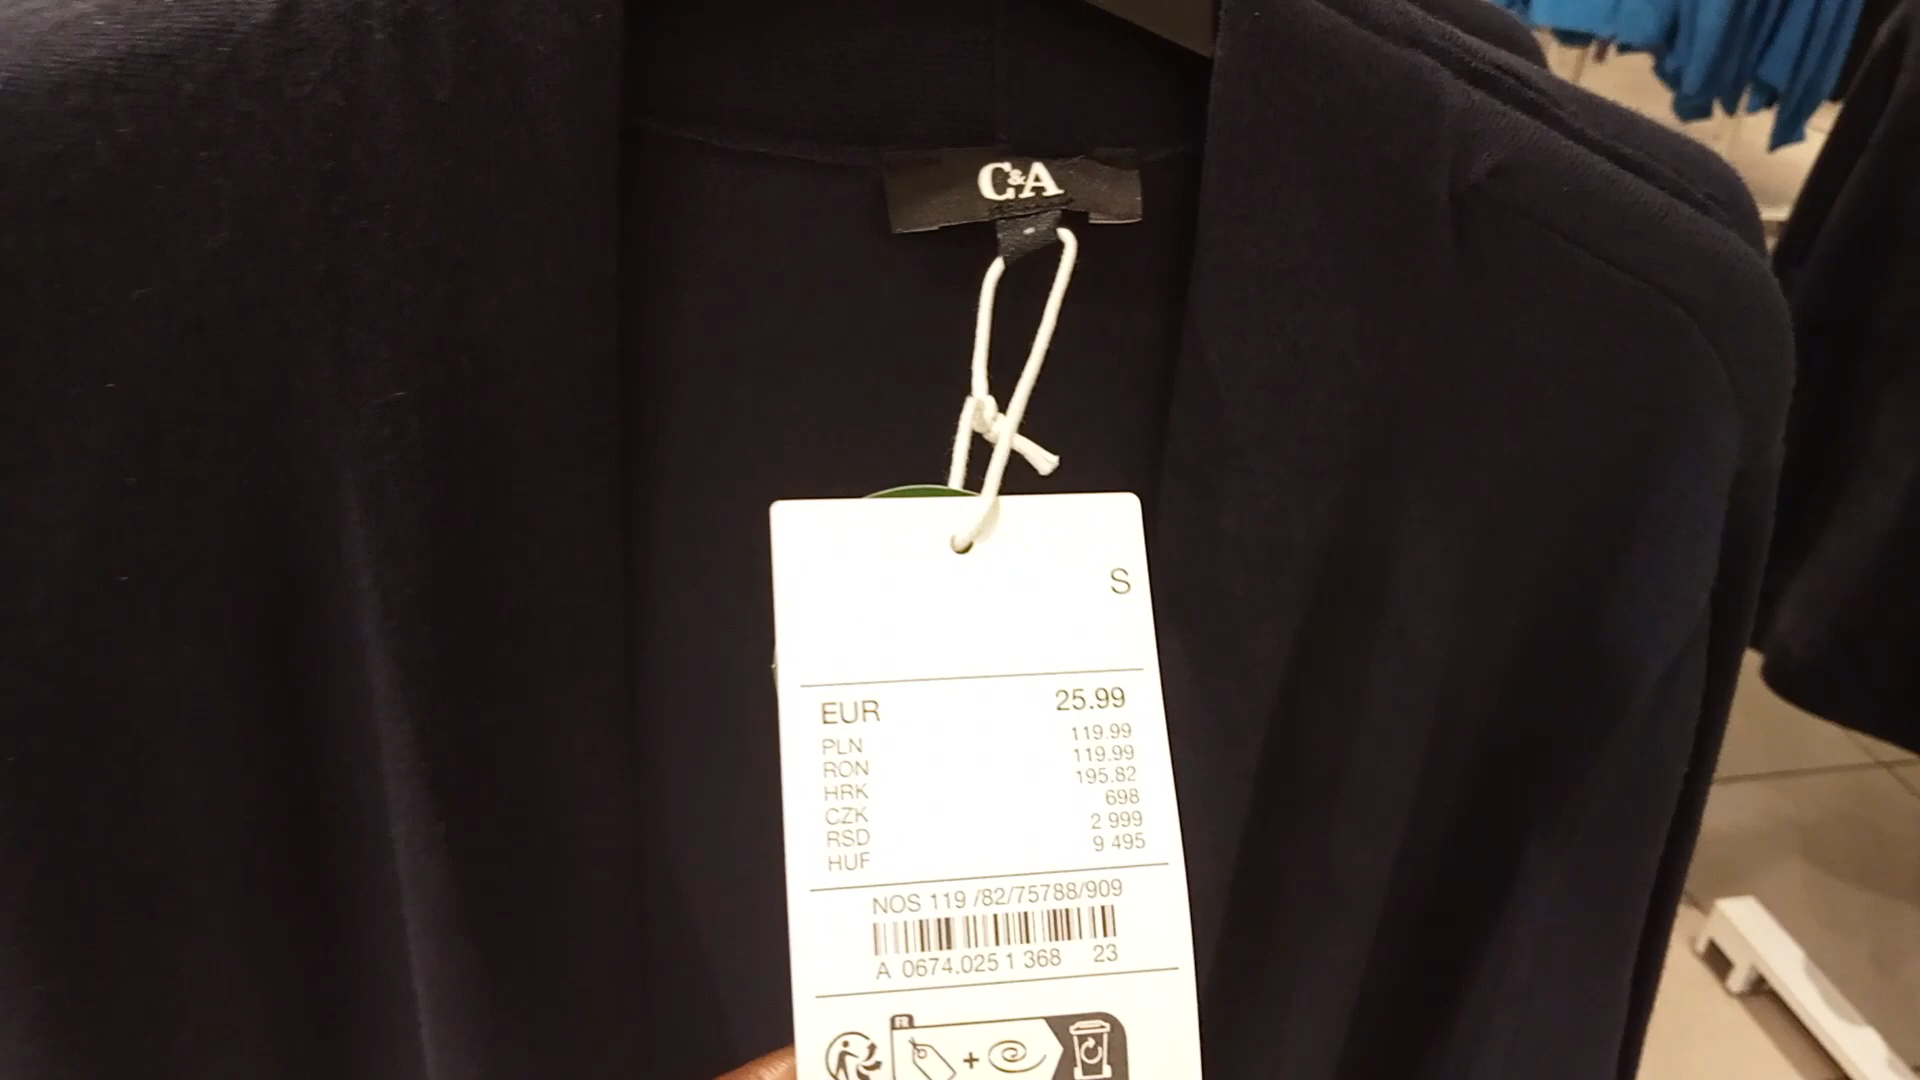 C&A
S
EUR 25.99
PLN 119.99
RON 119.99
HRK 195.82
CZK 698
RSD 2 999
HUF 9 495
NOS 119 /82/75788/909
A 0674.025 1 368 23
FR
+